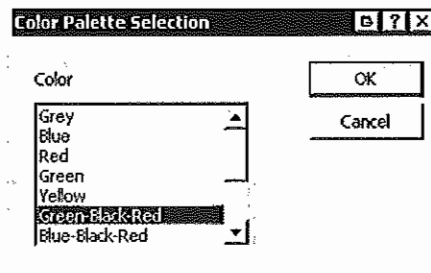 Color Palette Selection
Color
OK
Cancel
Grey
Blue
Red
Green
Yellow
Green-Black-Red
Blue-Black-Red